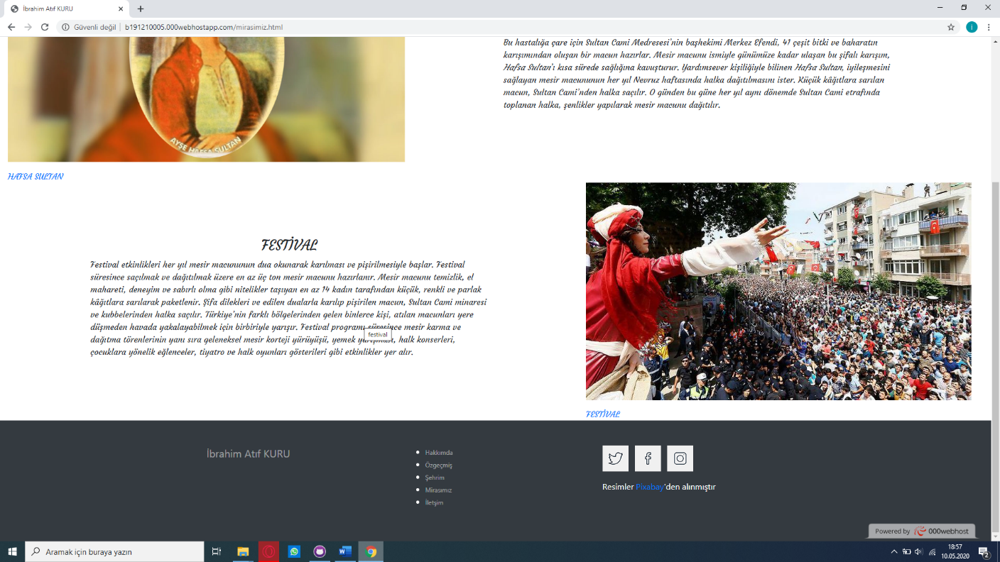 İbrahim Atıf KURU
Güvenli değil
b191210005.000webhostapp.com/mirasimiz.html
i
AYŞE HAFSA SULTAN
HAFSA SULTAN
Bu hastalığa çare için Sultan Cami Medresesi'nin başhekimi Merkez Efendi, 41 çeşit bitki ve baharatın
karışımından oluşan bir macun hazırlar. Mesir macunu ismiyle günümüze kadar ulaşan bu şifalı karışım,
Hafsa Sultan'ı kısa sürede sağlığına kavuşturur. Yardımsever kişiliğiyle bilinen Hafsa Sultan, iyileşmesini
sağlayan mesir macununun her yıl Nevruz haftasında halka dağıtılmasını ister. Küçük kâğıtlara sarılan
macun, Sultan Cami'nden halka saçılır. O günden bu güne her yıl aynı dönemde Sultan Cami etrafında
toplanan halka, şenlikler yapılarak mesir macunu dağıtılır.
FESTİVAL
Festival etkinlikleri her yıl mesir macununun dua okunarak karılması ve pişirilmesiyle başlar. Festival
süresince saçılmak ve dağıtılmak üzere en az üç ton mesir macunu hazırlanır. Mesir macunu temizlik, el
mahareti, deneyim ve sabırlı olma gibi nitelikler taşıyan en az 14 kadın tarafından küçük, renkli ve parlak
kâğıtlara sarılarak paketlenir. Şifa dilekleri ve edilen dualarla karılıp pişirilen macun, Sultan Cami minaresi
ve kubbelerinden halka saçılır. Türkiye'nin farklı bölgelerinden gelen binlerce kişi, atılan macunları yere
düşmeden havada yakalayabilmek için birbiriyle yarışır. Festival programı süresince mesir karma ve
dağıtma törenlerinin yanı sıra geleneksel mesir korteji yürüyüşü, yemek yarışması, halk konserleri,
çocuklara yönelik eğlenceler, tiyatro ve halk oyunları gösterileri gibi etkinlikler yer alır.
festival
FESTİVAL
İbrahim Atıf KURU
Hakkımda
Özgeçmiş
Şehrim
Mirasımız
İletşim
Resimler Pixabay'den alınmıştır
Powered by 000webhost
Aramak için buraya yazın
18:57
10.05.2020
2